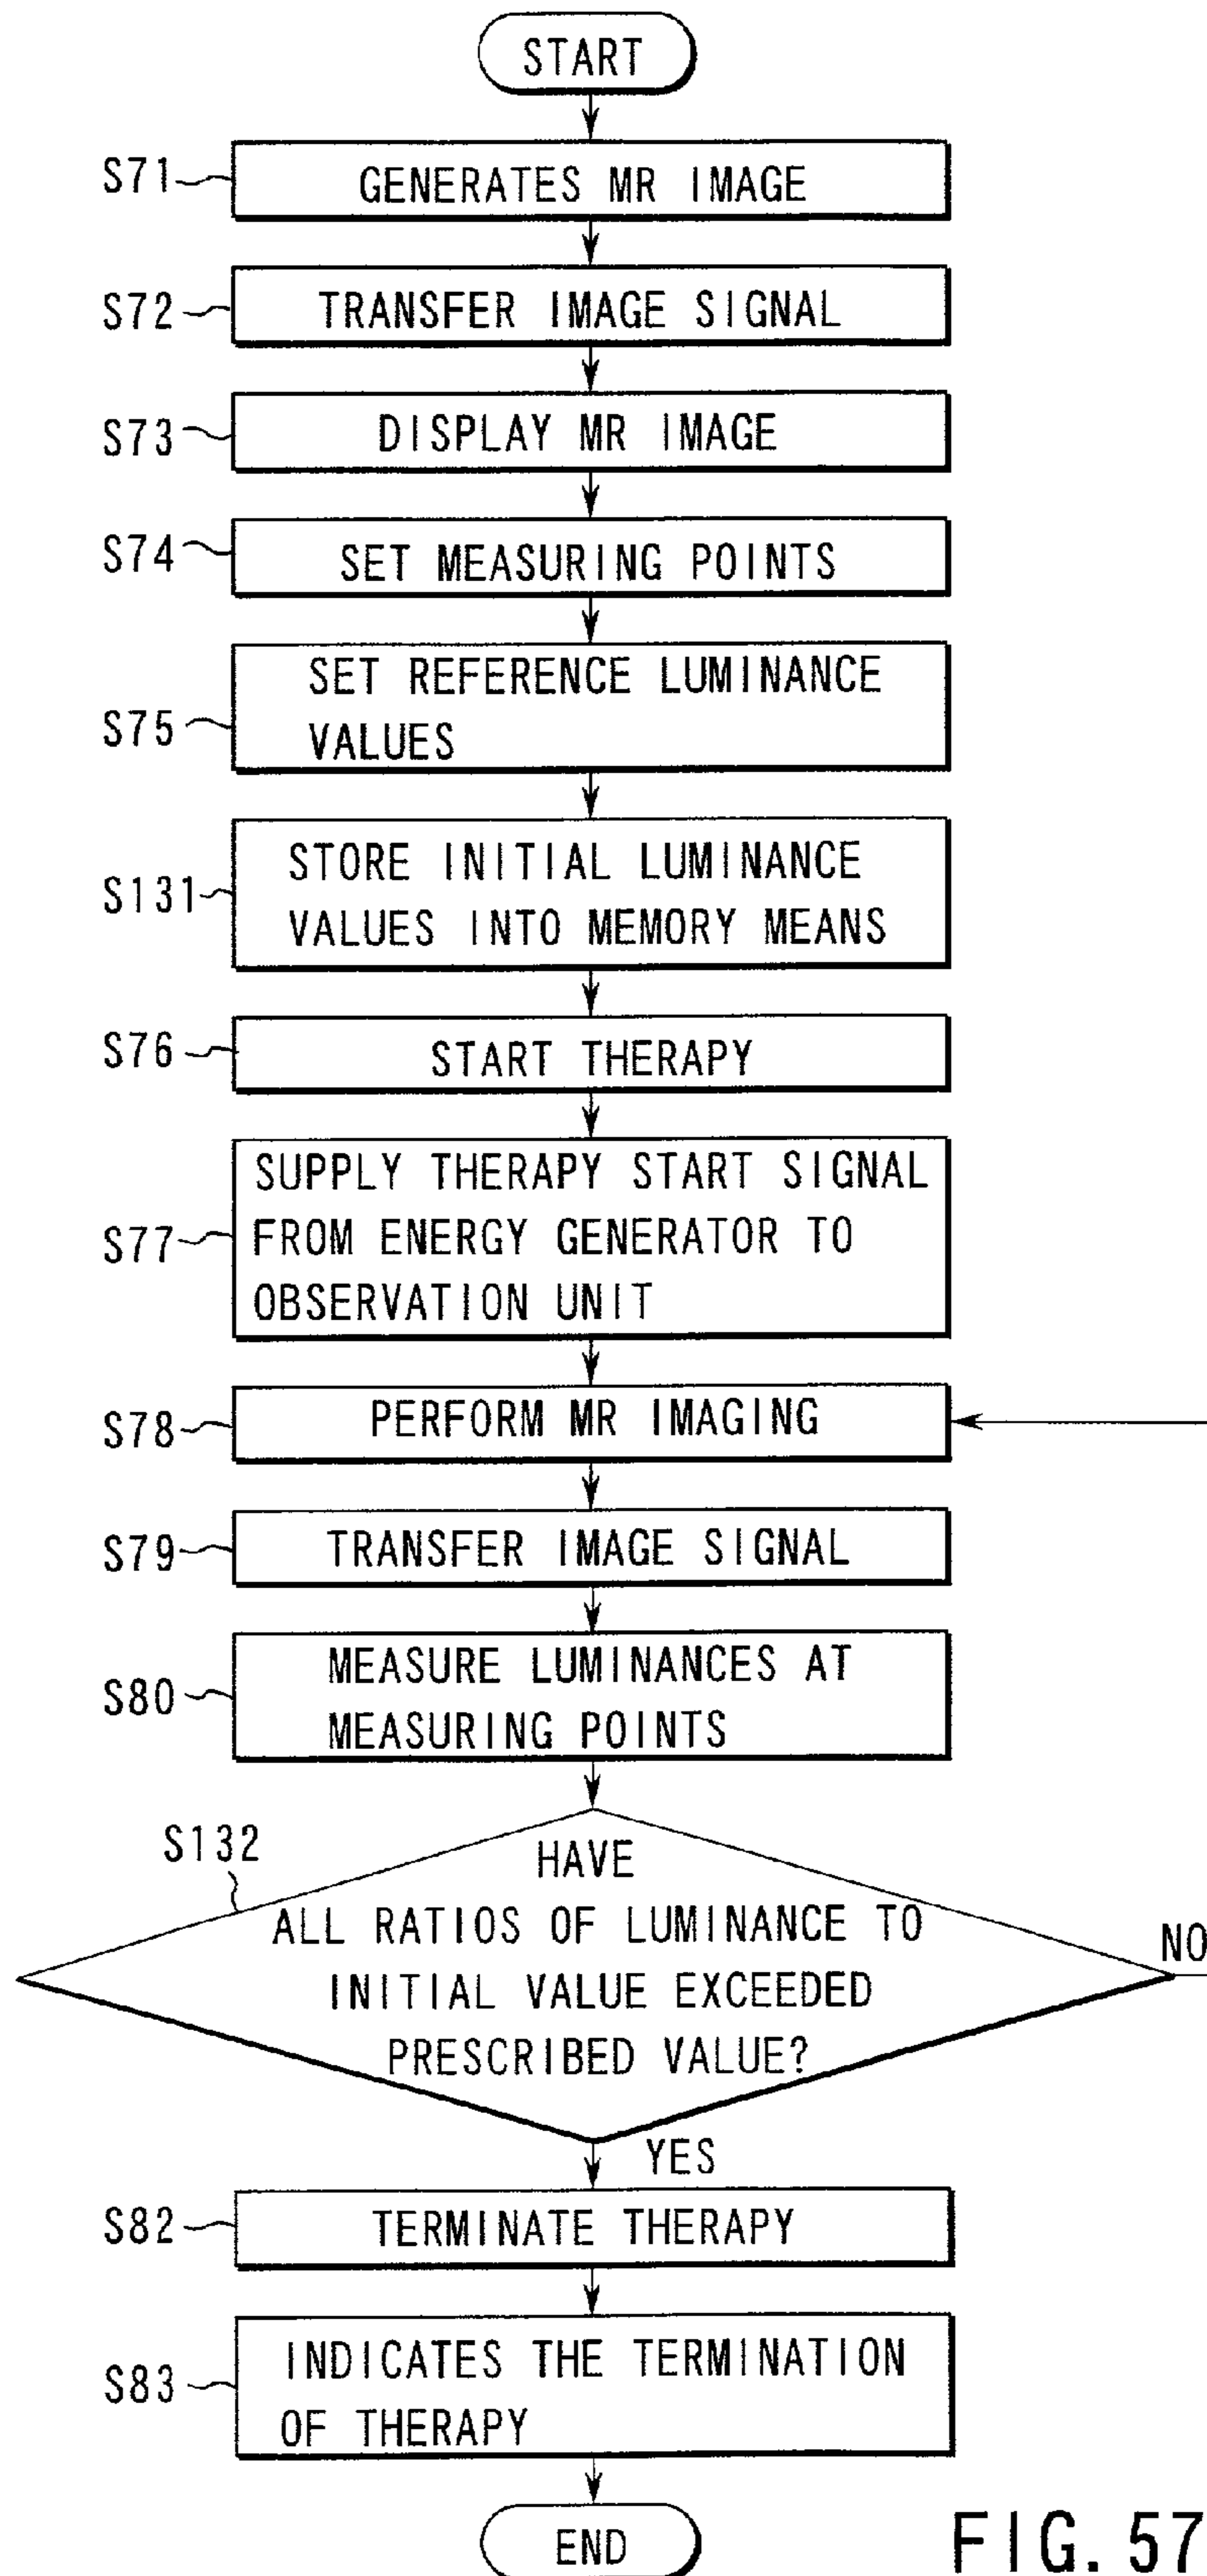 START
S71
GENERATES MR IMAGE
S72
TRANSFER IMAGE SIGNAL
S73
DISPLAY MR IMAGE
S74
SET MEASURING POINTS
S75
SET REFERENCE LUMINANCE
VALUES
S131
STORE INITIAL LUMINANCE
VALUES INTO MEMORY MEANS
S76
START THERAPY
S77
SUPPLY THERAPY START SIGNAL
FROM ENERGY GENERATOR TO
OBSERVATION UNIT
S78
PERFORM MR IMAGING
S79
TRANSFER IMAGE SIGNAL
S80
MEASURE LUMINANCES AT
MEASURING POINTS
S132
HAVE
ALL RATIOS OF LUMINANCE TO
INITIAL VALUE EXCEEDED
PRESCRIBED VALUE?
NO
YES
S82
TERMINATE THERAPY
S83
INDICATES THE TERMINATION
OF THERAPY
END
FIG. 57